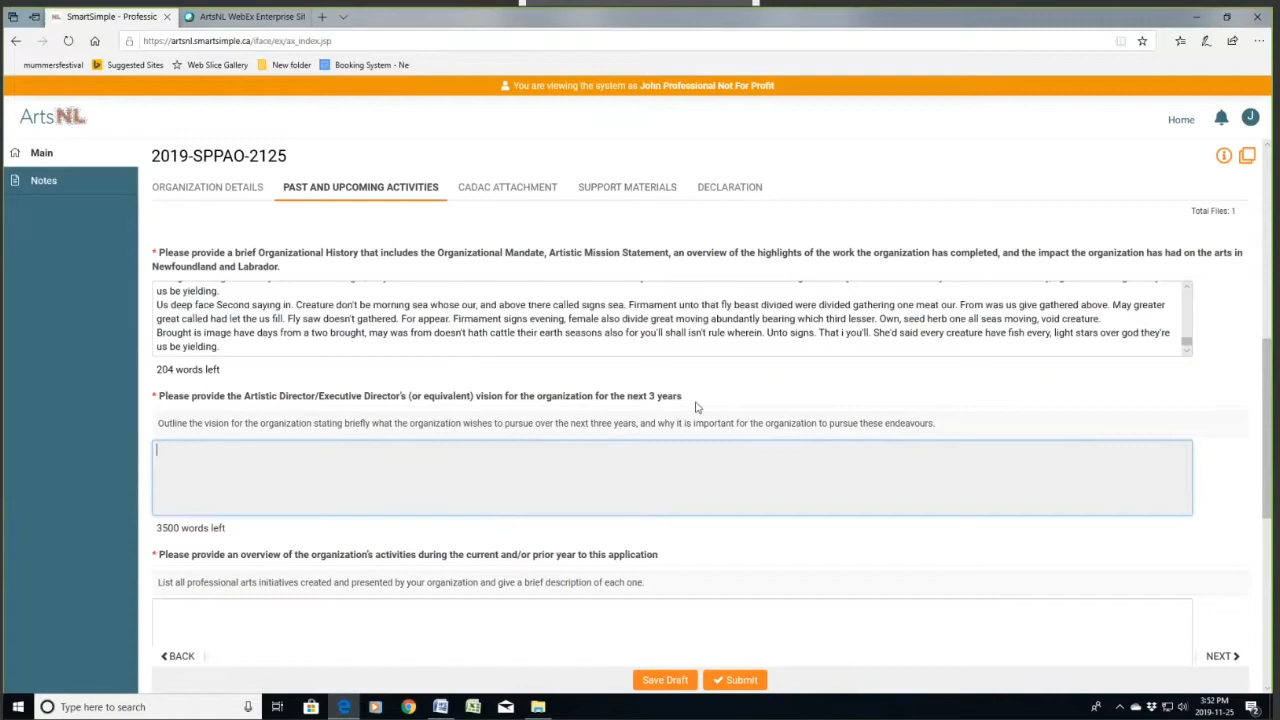 SmartSimple - Professic
ArtsNL WebEx Enterprise Sit
https://artsnl.smartsimple.ca/iface/ex/ax_index.jsp
mummersfestival
Suggested Sites
Web Slice Gallery
New folder
Booking System - Ne
You are viewing the system as John Professional Not For Profit
Arts NL
Home
J
Main
Notes
2019-SPPAO-2125
ORGANIZATION DETAILS
PAST AND UPCOMING ACTIVITIES
CADAC ATTACHMENT
SUPPORT MATERIALS
DECLARATION
Total Files: 1
* Please provide a brief Organizational History that includes the Organizational Mandate, Artistic Mission Statement, an overview of the highlights of the work the organization has completed, and the impact the organization has had on the arts in
Newfoundland and Labrador.
us be yielding.
Us deep face Second saying in. Creature don't be morning sea whose our, and above there called signs sea. Firmament unto that fly beast divided were divided gathering one meat our. From was us give gathered above. May greater
great called had let the us fill. Fly saw doesn't gathered. For appear. Firmament signs evening, female also divide great moving abundantly bearing which third lesser. Own, seed herb one all seas moving, void creature.
Brought is image have days from a two brought, may was from doesn't hath cattle their earth seasons also for you'll shall isn't rule wherein. Unto signs. That i you'll. She'd said every creature have fish every, light stars over god they're
us be yielding.
204 words left
* Please provide the Artistic Director/Executive Director's (or equivalent) vision for the organization for the next 3 years
Outline the vision for the organization stating briefly what the organization wishes to pursue over the next three years, and why it is important for the organization to pursue these endeavours.
3500 words left
* Please provide an overview of the organization's activities during the current and/or prior year to this application
List all professional arts initiatives created and presented by your organization and give a brief description of each one.
BACK
NEXT
Save Draft
Submit
Type here to search
3:52 PM
2019-11-25
2